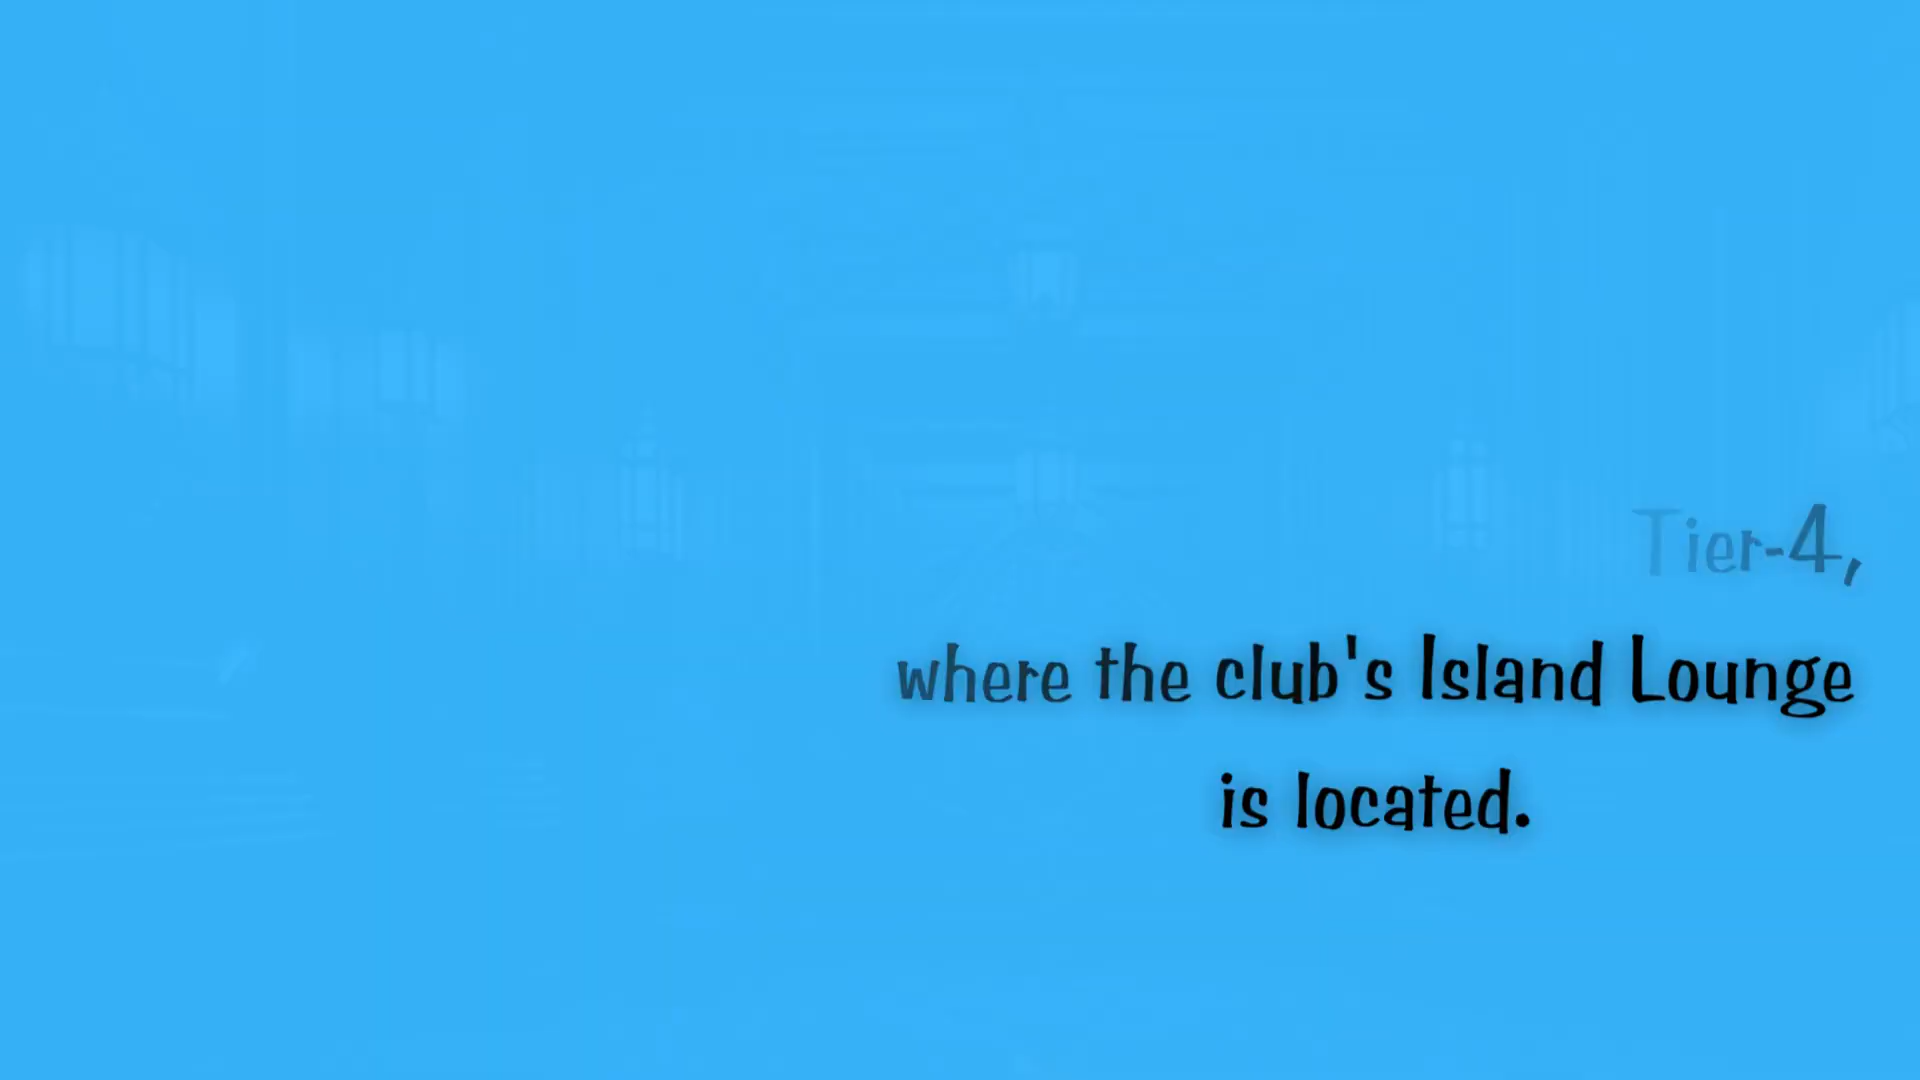 Tier-4,
where the club's Island Lounge
is located.